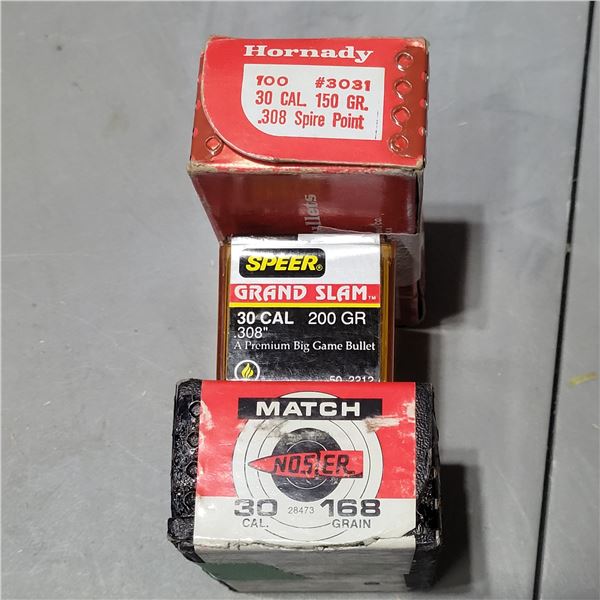 Hornady
100 #3031
30 CAL. 150 GR.
.308 Spire Point
SPEER®
GRAND SLAM™
30 CAL 200 GR
.308"
A Premium Big Game Bullet
MATCH
NOSLER
30 28473 168
CAL. GRAIN